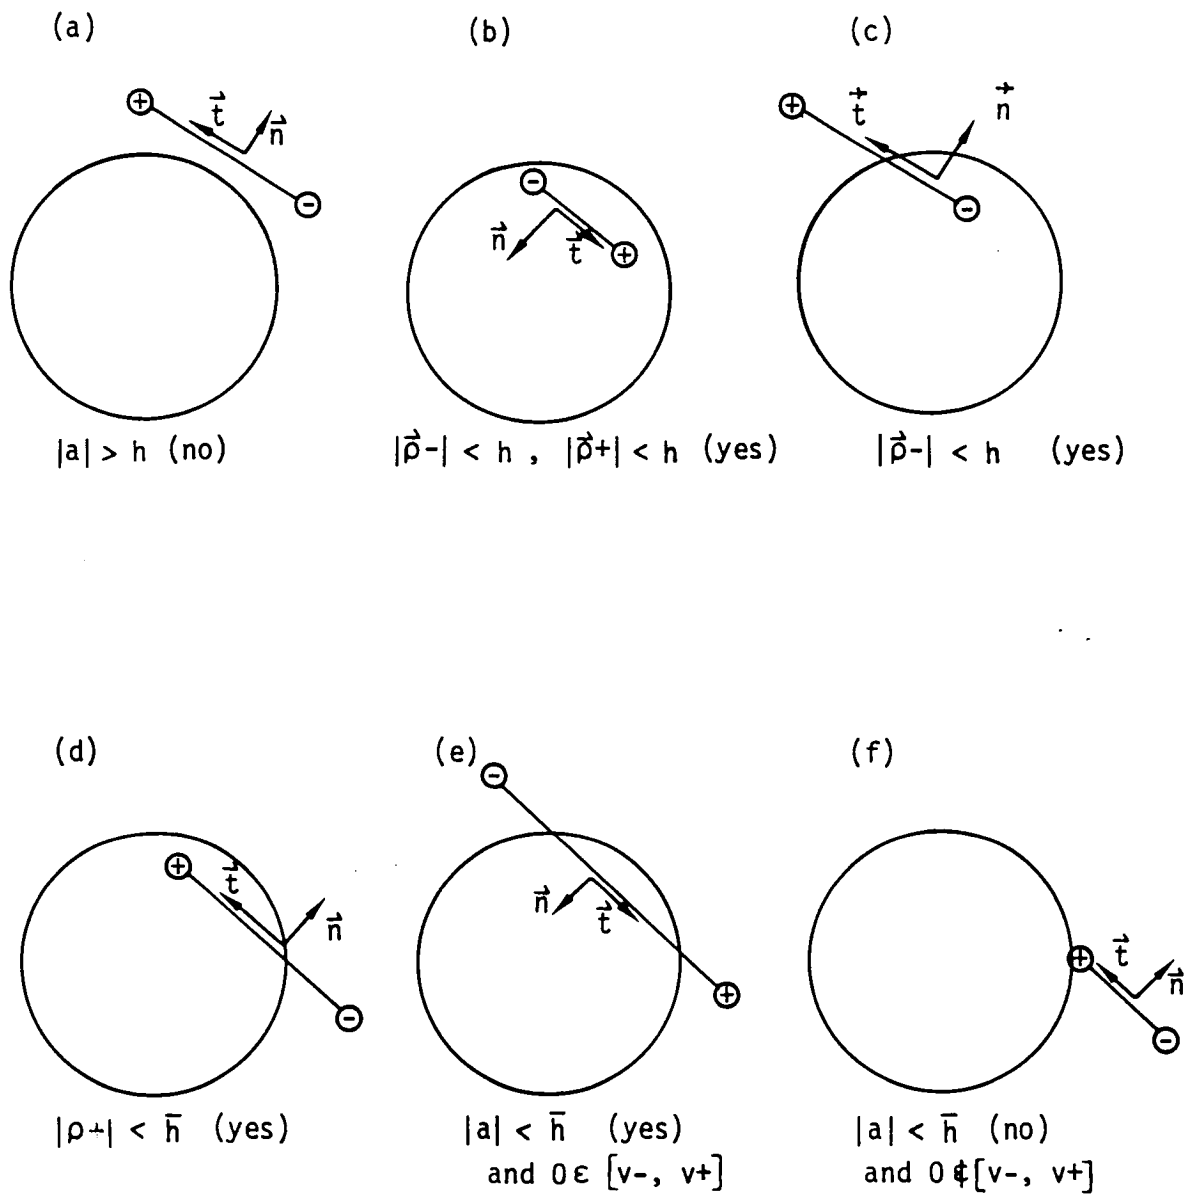 (a) (b) (c)
⊕ t⃗ n⃗ ⊖
⊖ n⃗ t⃗ ⊕
⊕ t⃗ n⃗ ⊖
|a| > h (no)
|ρ⃗-| < h , |ρ⃗+| < h (yes)
|ρ⃗-| < h (yes)
(d) (e) (f)
⊕ t⃗ n⃗ ⊖
⊖ n⃗ t⃗ ⊕
⊕ t⃗ n⃗ ⊖
|ρ+| < h̄ (yes)
|a| < h̄ (yes)
and 0 ε [v-, v+]
|a| < h̄ (no)
and 0 ∉ [v-, v+]